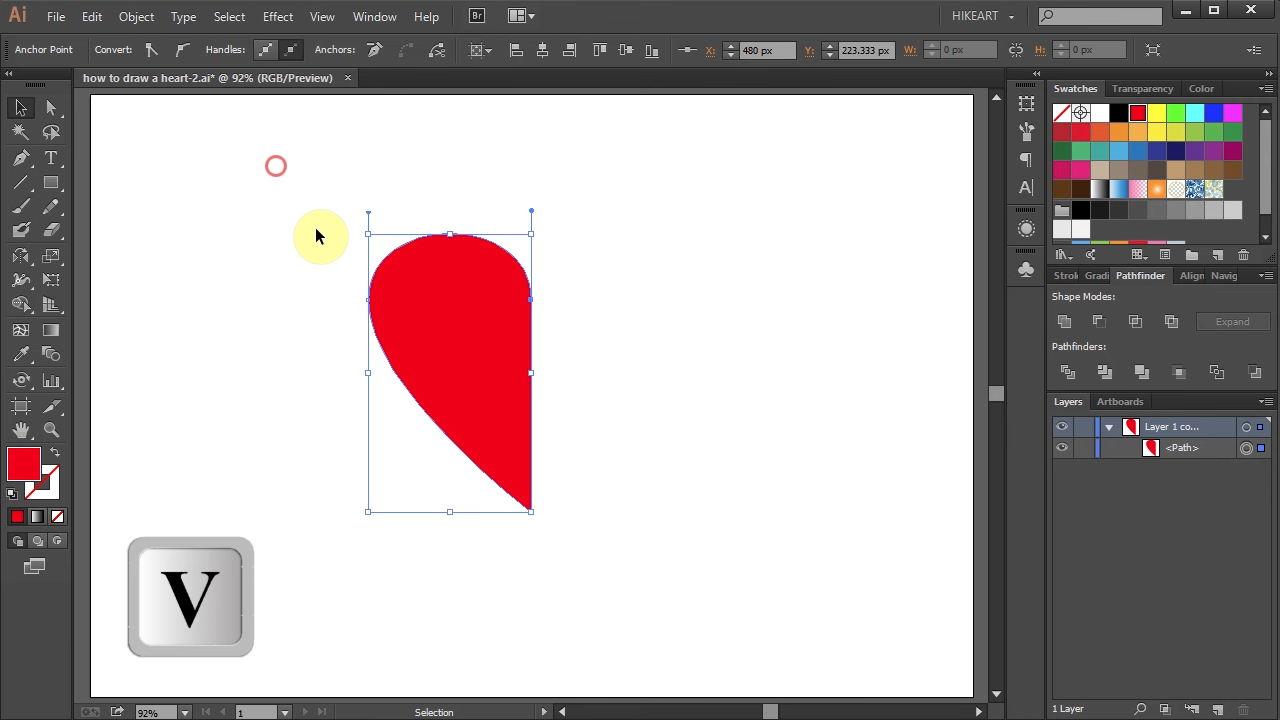 Ai File Edit Object Type Select Effect View Window Help Br HIKEART
Anchor Point Convert: Handles: Anchors: X: 480 px Y: 223.333 px W: 0 px H: 0 px
how to draw a heart-2.ai* @ 92% (RGB/Preview) ×
Swatches Transparency Color
Strok Gradi Pathfinder Align Navig
Shape Modes:
Expand
Pathfinders:
Layers Artboards
Layer 1 co...
<Path>
V
92% 1 Selection 1 Layer